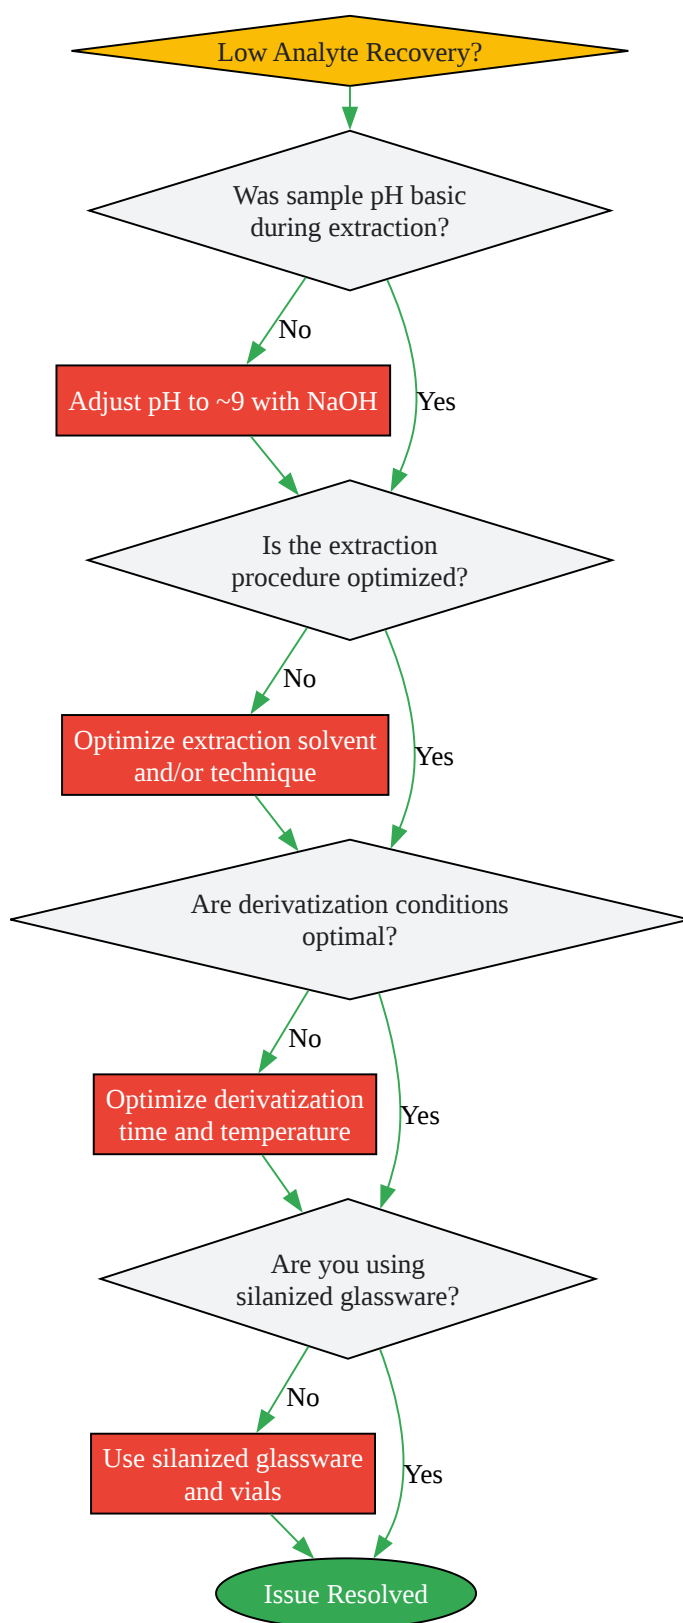 Low Analyte Recovery?
Was sample pH basic
during extraction?
No
Adjust pH to ~9 with NaOH
Yes
Is the extraction
procedure optimized?
No
Optimize extraction solvent
and/or technique
Yes
Are derivatization conditions
optimal?
No
Optimize derivatization
time and temperature
Yes
Are you using
silanized glassware?
No
Use silanized glassware
and vials
Yes
Issue Resolved